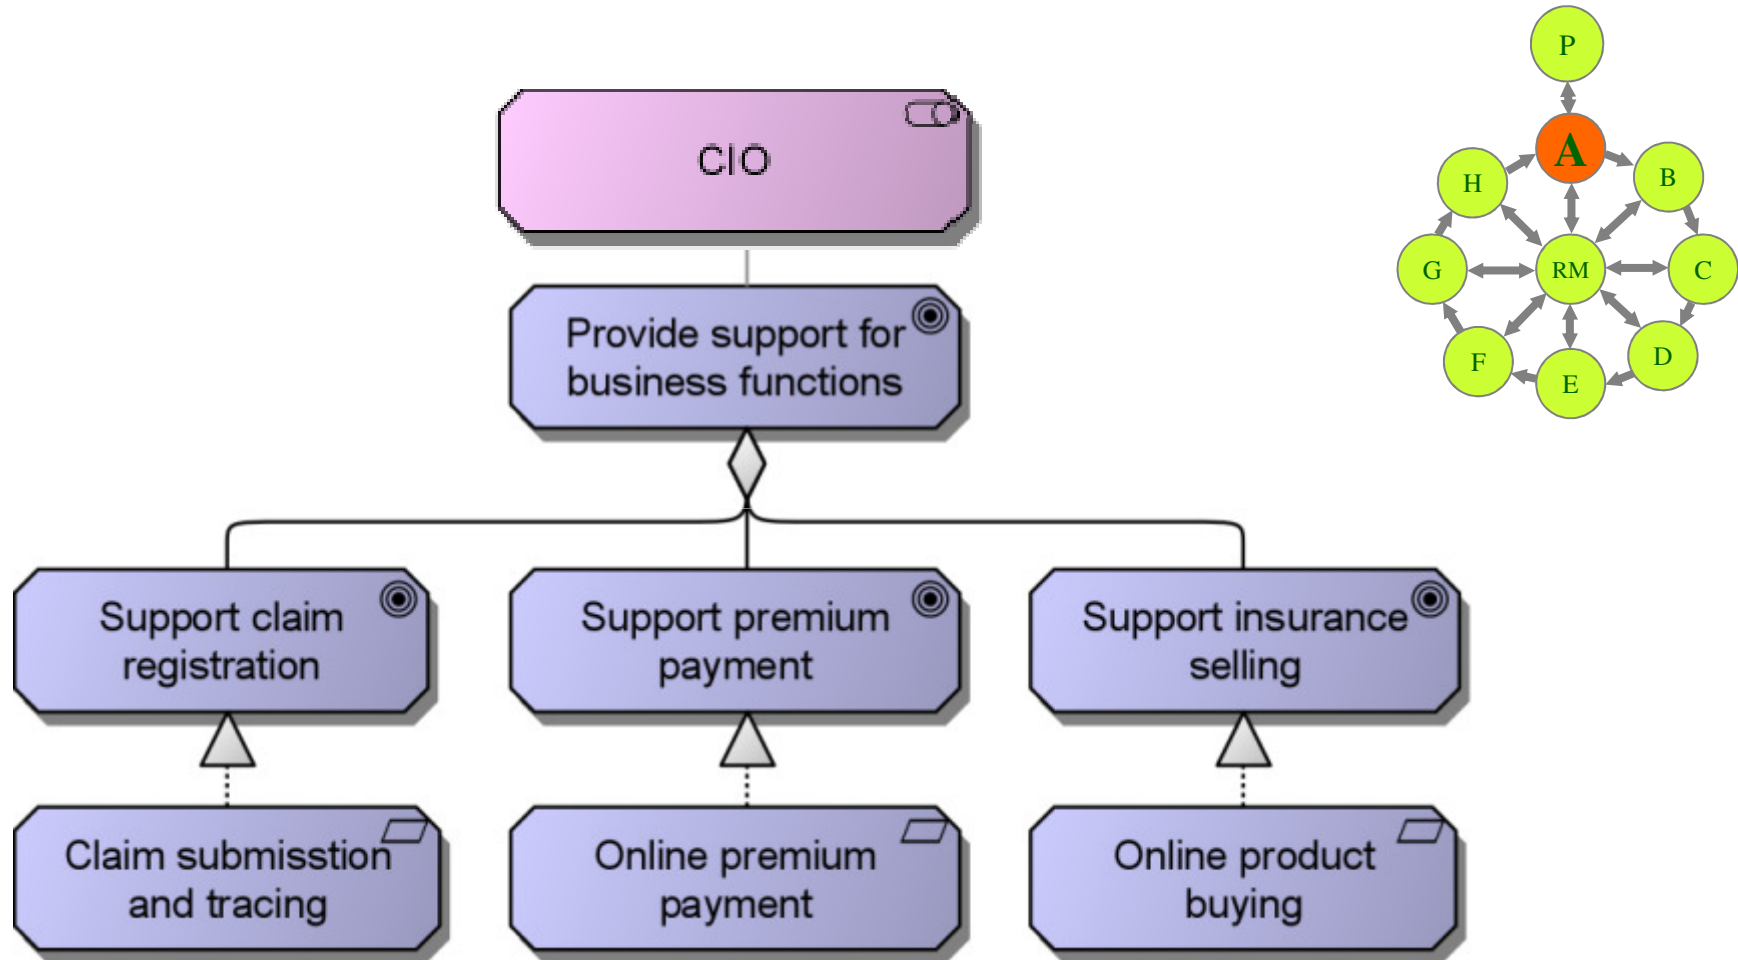 P
A
H
B
G
RM
C
F
D
E
CIO
Provide support for
business functions
Support claim
registration
Support premium
payment
Support insurance
selling
Claim submisstion
and tracing
Online premium
payment
Online product
buying